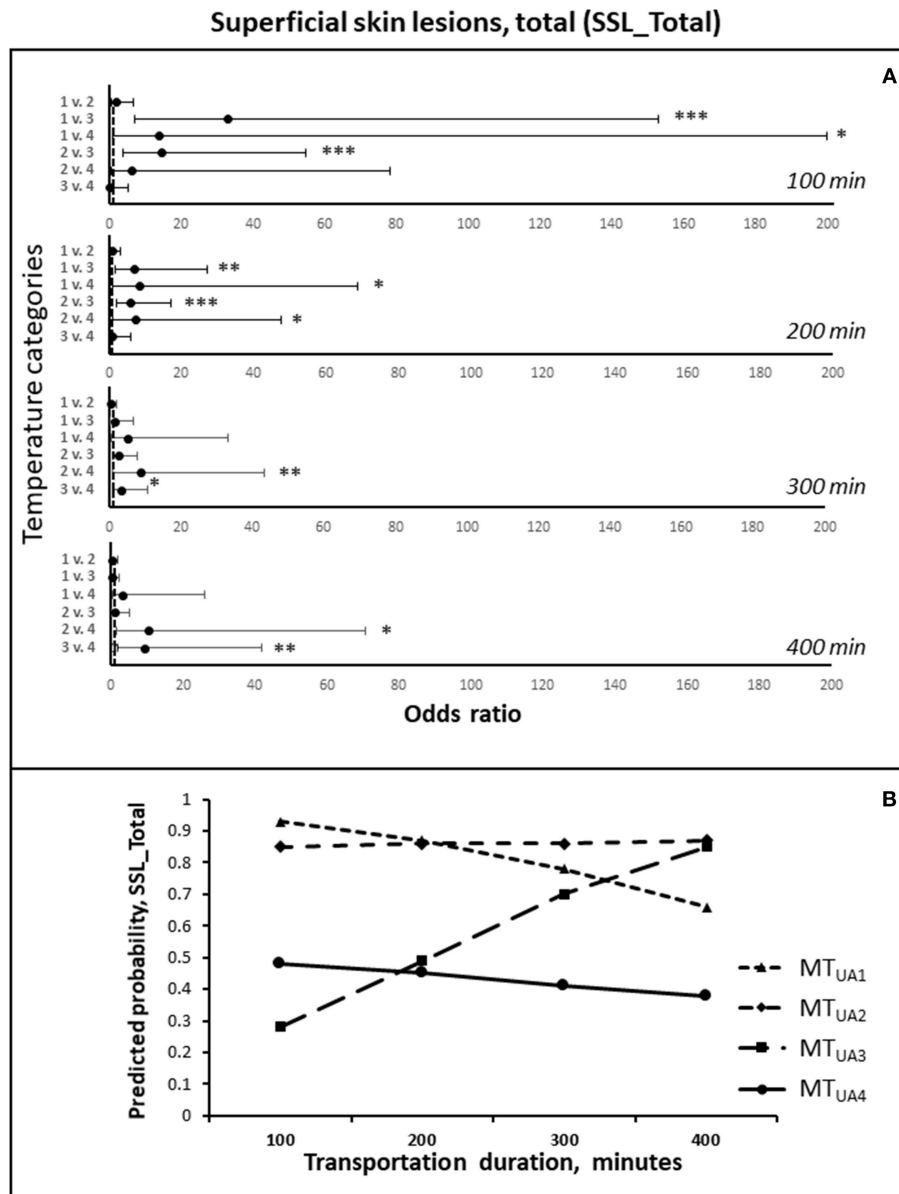 Superficial skin lesions, total (SSL_Total)
A
Temperature categories
1 v. 2
1 v. 3 ***
1 v. 4 *
2 v. 3 ***
2 v. 4
3 v. 4
100 min
0 20 40 60 80 100 120 140 160 180 200
1 v. 2
1 v. 3 **
1 v. 4 *
2 v. 3 ***
2 v. 4 *
3 v. 4
200 min
0 20 40 60 80 100 120 140 160 180 200
1 v. 2
1 v. 3
1 v. 4
2 v. 3
2 v. 4 **
3 v. 4 *
300 min
0 20 40 60 80 100 120 140 160 180 200
1 v. 2
1 v. 3
1 v. 4
2 v. 3
2 v. 4 *
3 v. 4 **
400 min
0 20 40 60 80 100 120 140 160 180 200
Odds ratio
B
Predicted probability, SSL_Total
1
0.9
0.8
0.7
0.6
0.5
0.4
0.3
0.2
0.1
0
100 200 300 400
Transportation duration, minutes
MTUA1
MTUA2
MTUA3
MTUA4